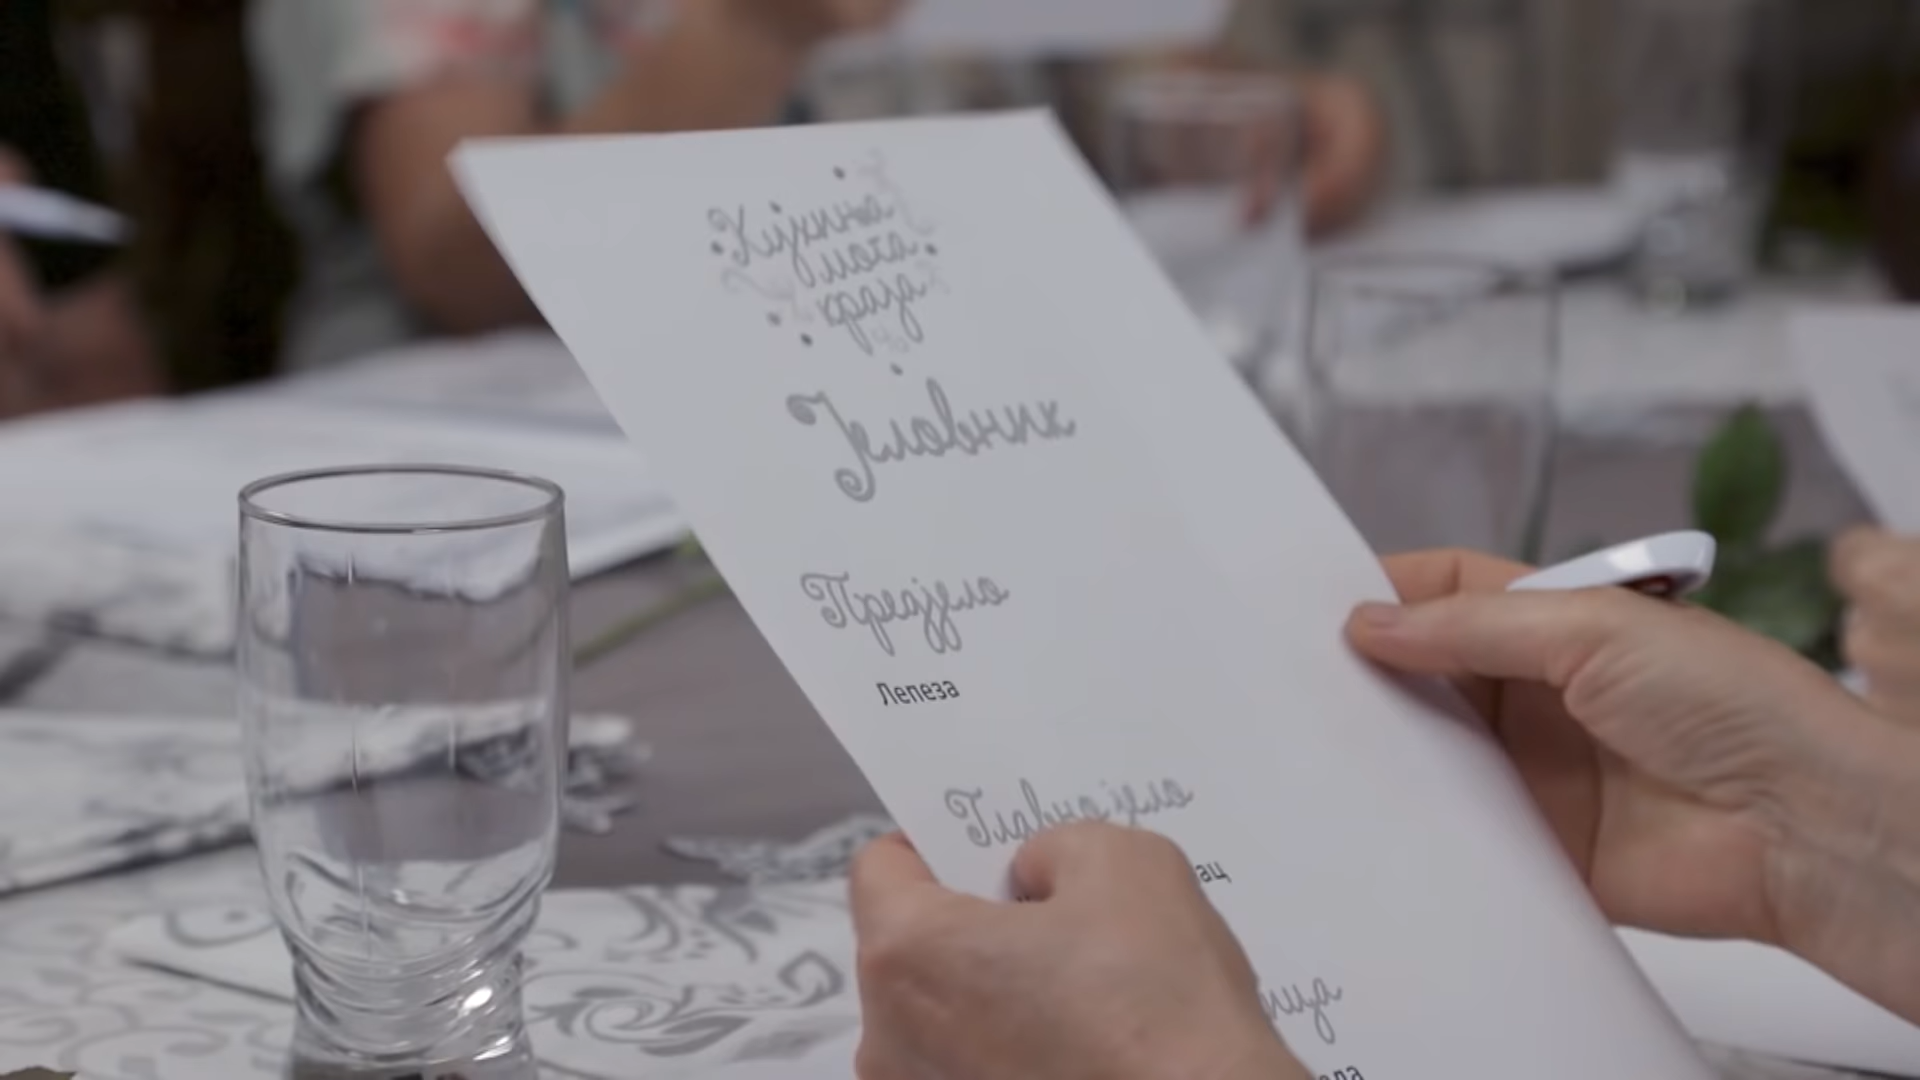 Кухиња
мога
краја
Јеловник
Предјело
Лепеза
Главно јело